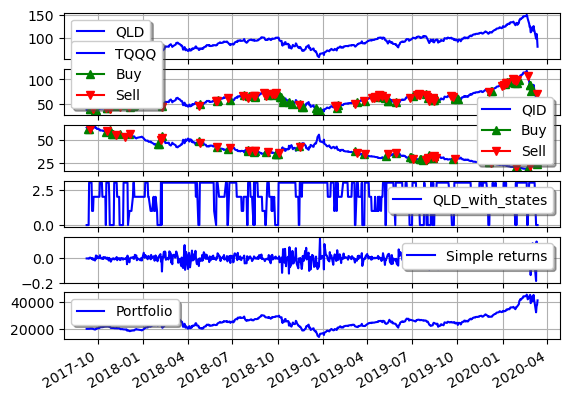 150
100
QLD
TQQQ
Buy
Sell
100
50
QID
Buy
Sell
50
25
2.5
0.0
QLD_with_states
0.0
−0.2
Simple returns
40000
20000
Portfolio
2017-10
2018-01
2018-04
2018-07
2018-10
2019-01
2019-04
2019-07
2019-10
2020-01
2020-04